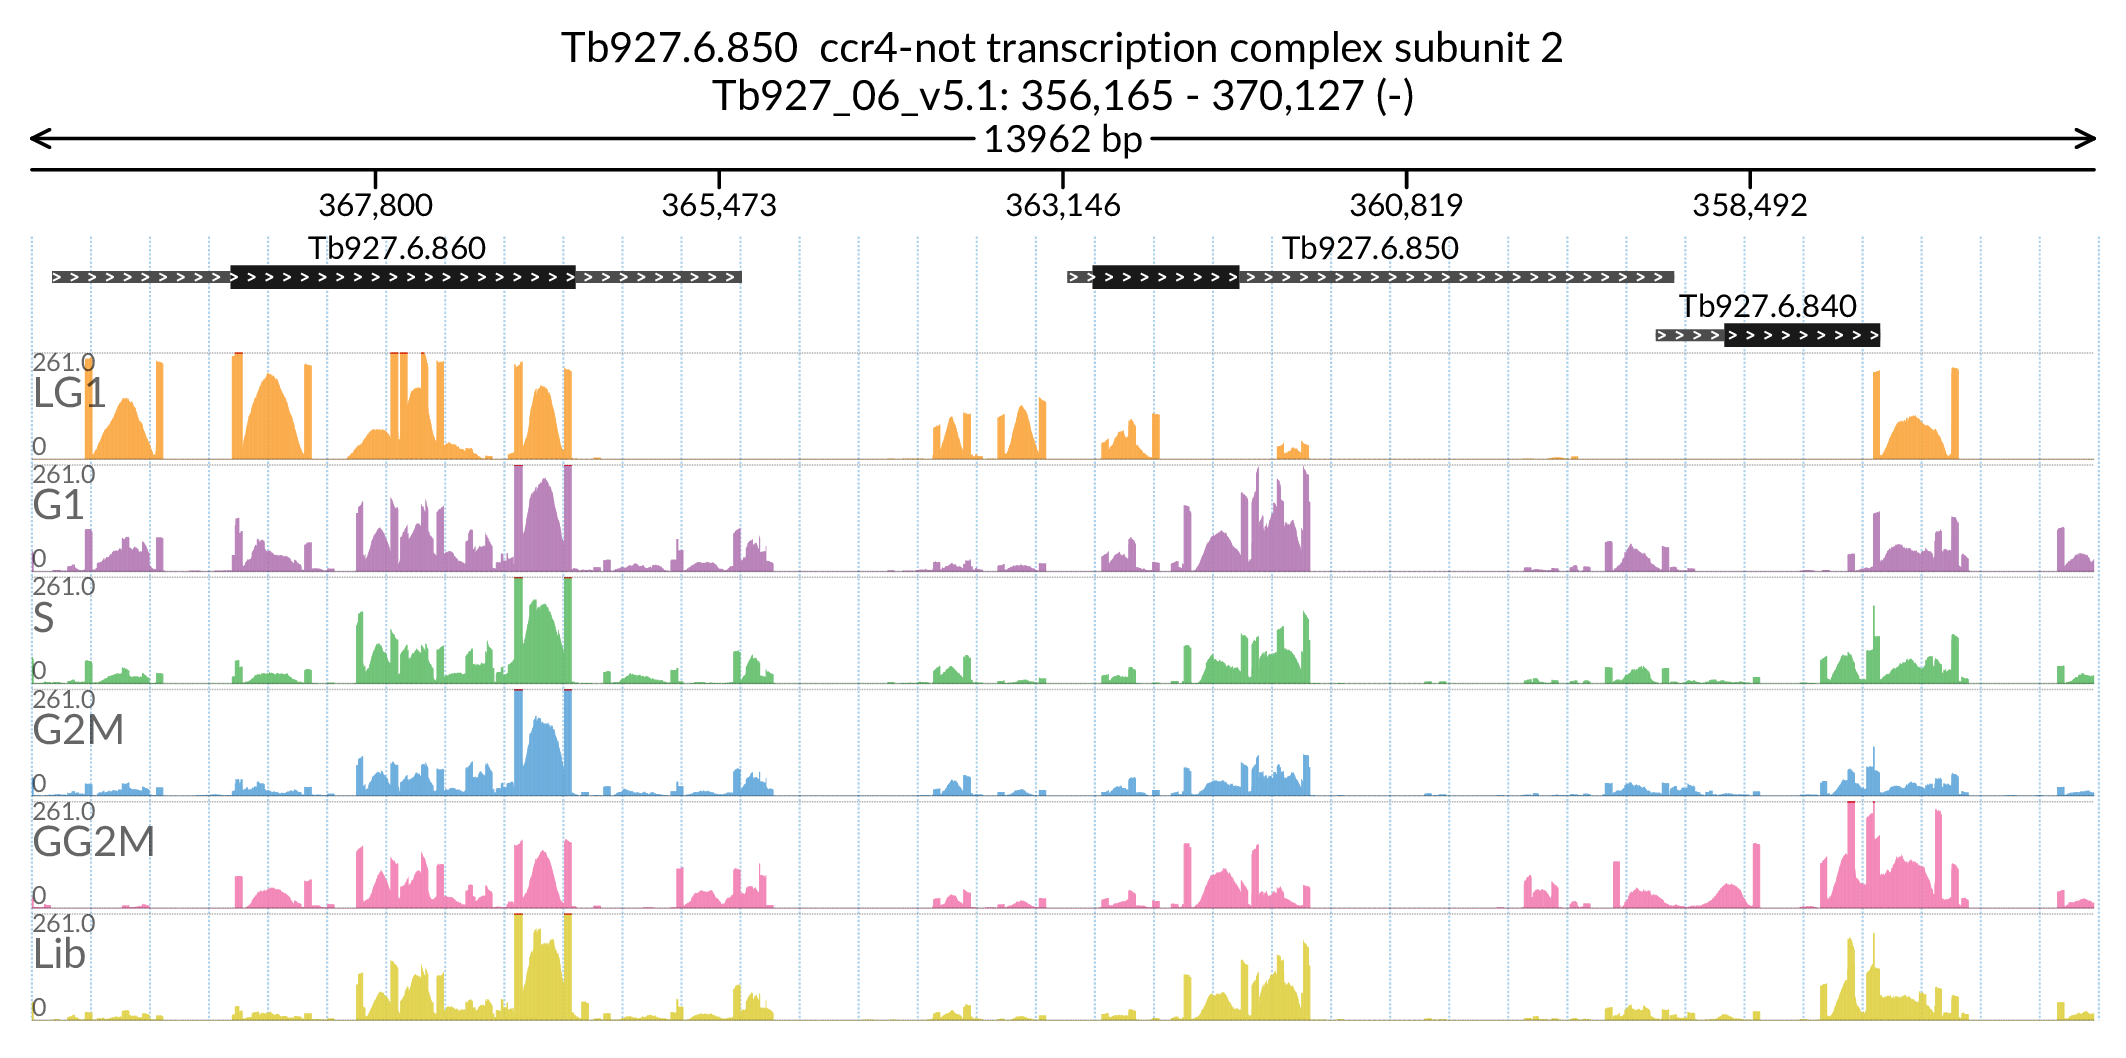 Tb927.6.850  ccr4-not transcription complex subunit 2
Tb927_06_v5.1: 356,165 - 370,127 (-)
13962 bp
367,800 365,473 363,146 360,819 358,492
Tb927.6.860 Tb927.6.850
Tb927.6.840
261.0
LG1
0
261.0
G1
0
261.0
S
0
261.0
G2M
0
261.0
GG2M
0
261.0
Lib
0